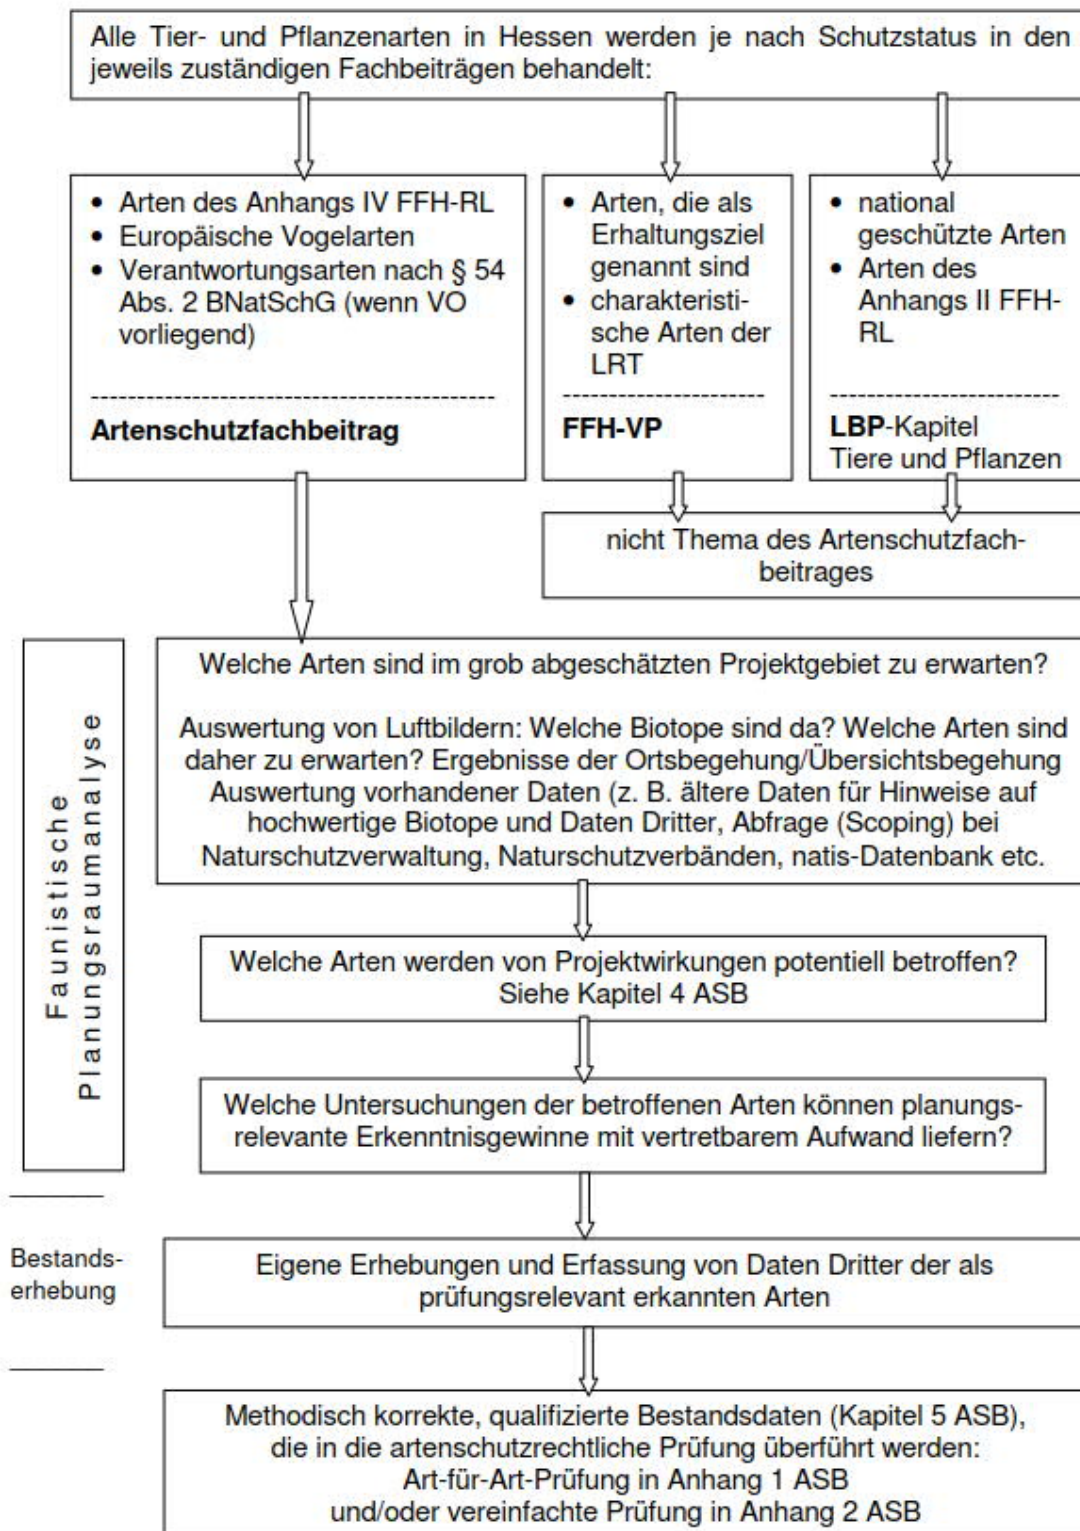 Alle Tier- und Pflanzenarten in Hessen werden je nach Schutzstatus in den
jeweils zuständigen Fachbeiträgen behandelt:
• Arten des Anhangs IV FFH-RL
• Europäische Vogelarten
• Verantwortungsarten nach § 54
Abs. 2 BNatSchG (wenn VO
vorliegend)
Artenschutzfachbeitrag
• Arten, die als
Erhaltungsziel
genannt sind
• charakteristi-
sche Arten der
LRT
FFH-VP
• national
geschützte Arten
• Arten des
Anhangs II FFH-
RL
LBP-Kapitel
Tiere und Pflanzen
nicht Thema des Artenschutzfach-
beitrages
Faunistische
Planungsraumanalyse
Welche Arten sind im grob abgeschätzten Projektgebiet zu erwarten?
Auswertung von Luftbildern: Welche Biotope sind da? Welche Arten sind
daher zu erwarten? Ergebnisse der Ortsbegehung/Übersichtsbegehung
Auswertung vorhandener Daten (z. B. ältere Daten für Hinweise auf
hochwertige Biotope und Daten Dritter, Abfrage (Scoping) bei
Naturschutzverwaltung, Naturschutzverbänden, natis-Datenbank etc.
Welche Arten werden von Projektwirkungen potentiell betroffen?
Siehe Kapitel 4 ASB
Welche Untersuchungen der betroffenen Arten können planungs-
relevante Erkenntnisgewinne mit vertretbarem Aufwand liefern?
Bestands-
erhebung
Eigene Erhebungen und Erfassung von Daten Dritter der als
prüfungsrelevant erkannten Arten
Methodisch korrekte, qualifizierte Bestandsdaten (Kapitel 5 ASB),
die in die artenschutzrechtliche Prüfung überführt werden:
Art-für-Art-Prüfung in Anhang 1 ASB
und/oder vereinfachte Prüfung in Anhang 2 ASB